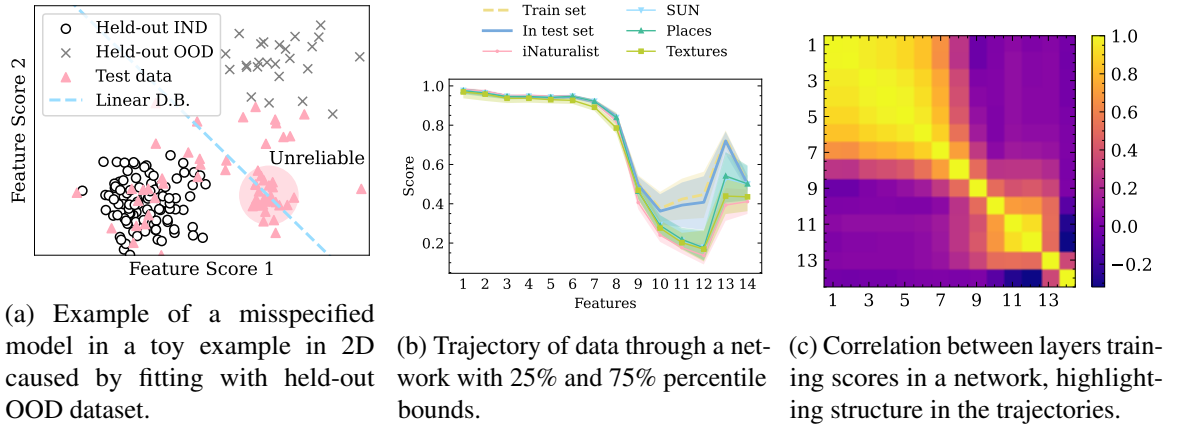 Held-out IND
Held-out OOD
Test data
Linear D.B.
Unreliable
Feature Score 2
Feature Score 1
(a) Example of a misspecified
model in a toy example in 2D
caused by fitting with held-out
OOD dataset.
Train set
In test set
iNaturalist
SUN
Places
Textures
1.0
0.8
0.6
0.4
0.2
Score
1 2 3 4 5 6 7 8 9 10 11 12 13 14
Features
(b) Trajectory of data through a net-
work with 25% and 75% percentile
bounds.
1
3
5
7
9
11
13
1 3 5 7 9 11 13
1.0
0.8
0.6
0.4
0.2
0.0
−0.2
(c) Correlation between layers train-
ing scores in a network, highlight-
ing structure in the trajectories.